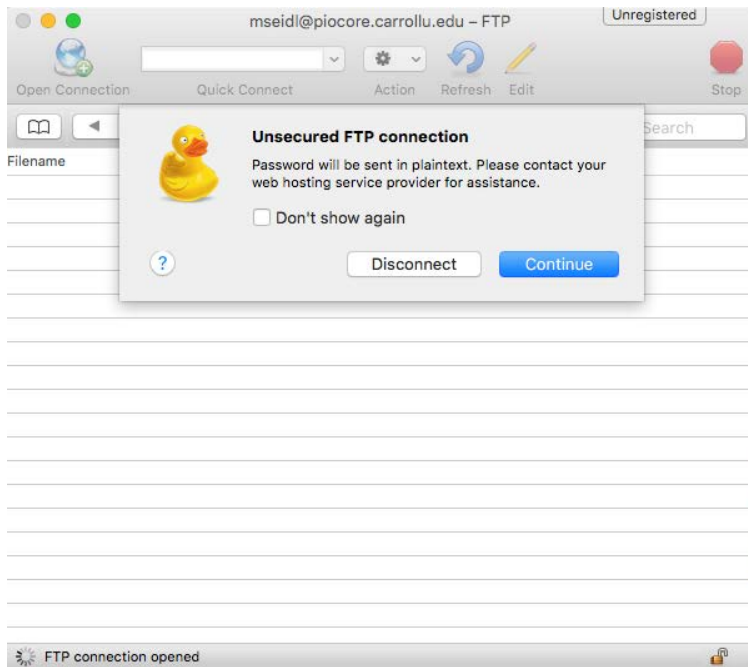 mseidl@piocore.carrollu.edu – FTP
Unregistered
Open Connection
Quick Connect
Action
Refresh
Edit
Stop
Search
Filename
Unsecured FTP connection
Password will be sent in plaintext. Please contact your
web hosting service provider for assistance.
Don't show again
?
Disconnect
Continue
FTP connection opened